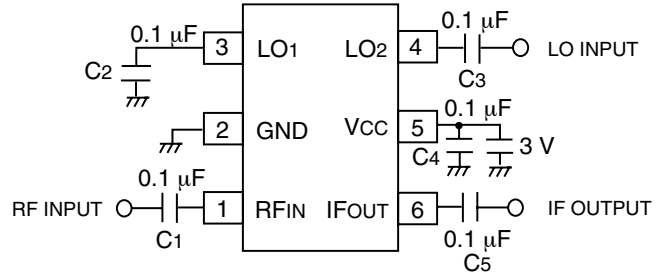 0.1 µF
C2
3
LO1
LO2
4
0.1 µF
C3
LO INPUT
2
GND
VCC
5
0.1 µF
C4
3 V
RF INPUT
0.1 µF
C1
1
RFIN
IFOUT
6
0.1 µF
C5
IF OUTPUT